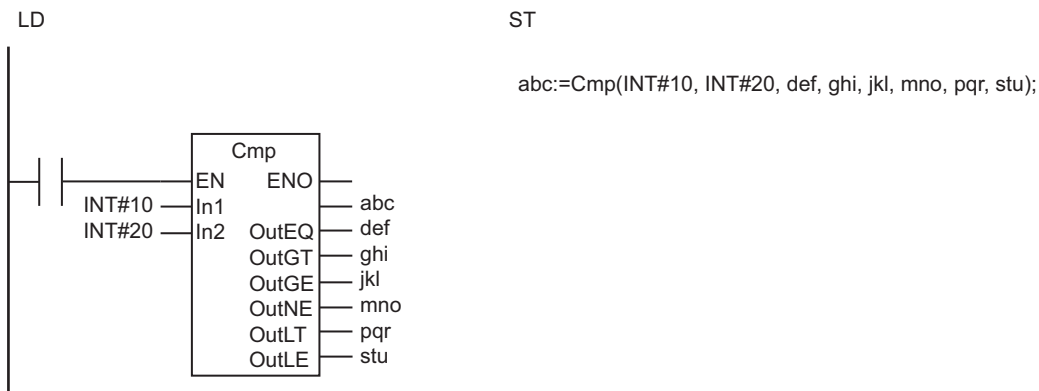 LD
ST
abc:=Cmp(INT#10, INT#20, def, ghi, jkl, mno, pqr, stu);
Cmp
EN ENO
INT#10 In1 abc
INT#20 In2 OutEQ def
OutGT ghi
OutGE jkl
OutNE mno
OutLT pqr
OutLE stu